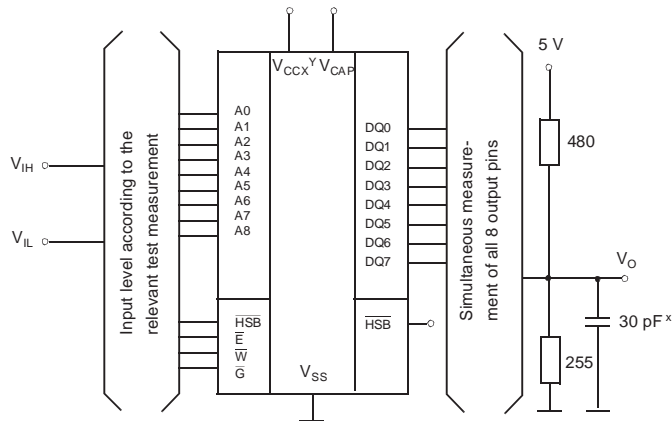 5 V
V_CCX^Y V_CAP
A0
A1
A2
A3
A4
A5
A6
A7
A8
DQ0
DQ1
DQ2
DQ3
DQ4
DQ5
DQ6
DQ7
480
V_IH
V_IL
Input level according to the
relevant test measurement
Simultaneous measure-
ment of all 8 output pins
V_O
H̅S̅B̅
E̅
W̅
G̅
H̅S̅B̅
V_SS
30 pF^x
255